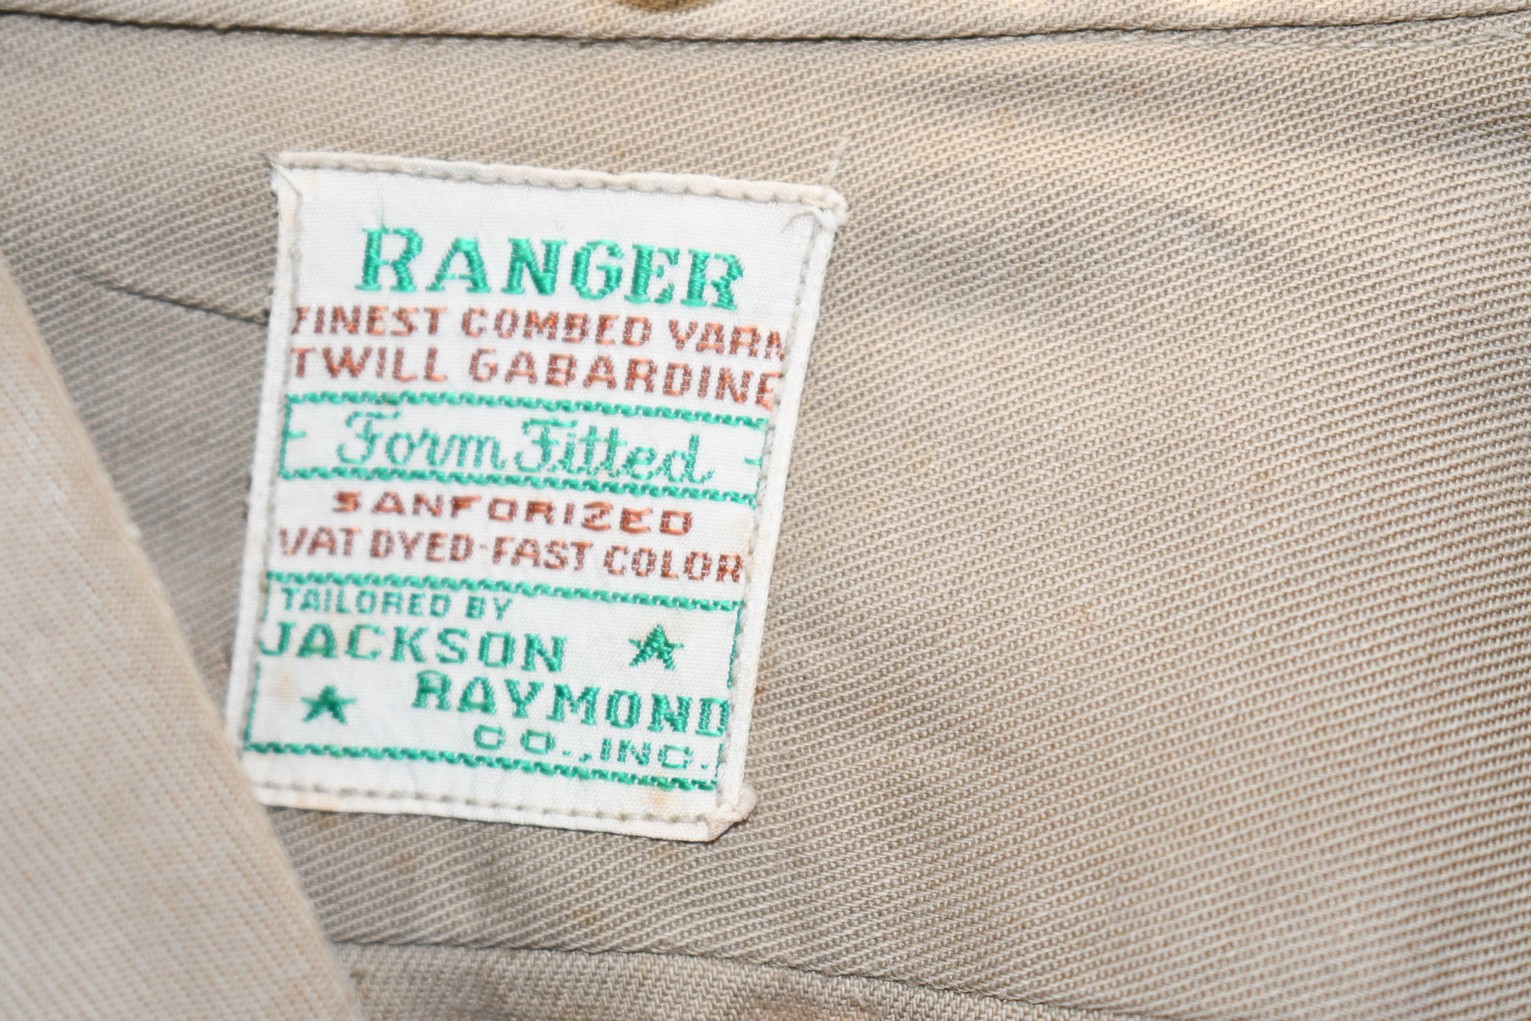 RANGER
FINEST COMBED YARN
TWILL GABARDINE
Form Fitted
SANFORIZED
VAT DYED-FAST COLOR
TAILORED BY
JACKSON
RAYMOND
CO., INC.